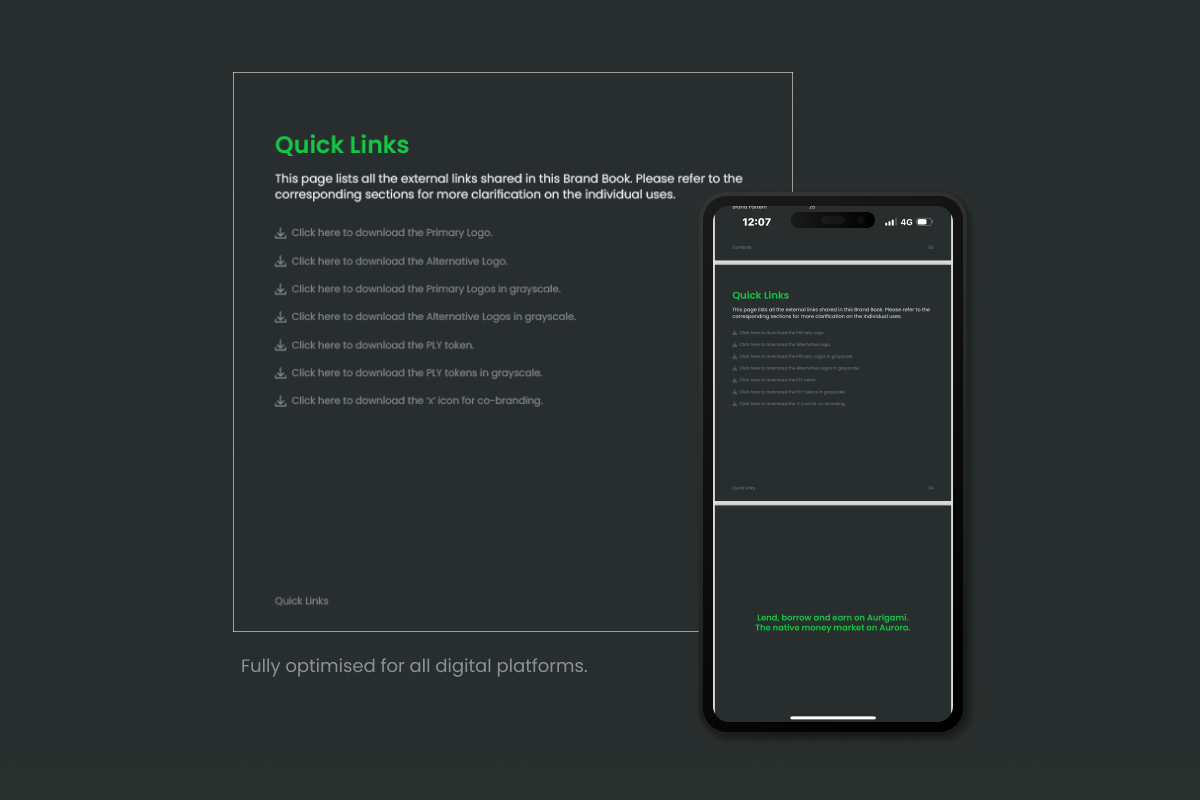 Quick Links
This page lists all the external links shared in this Brand Book. Please refer to the
corresponding sections for more clarification on the individual uses.
Click here to download the Primary Logo.
Click here to download the Alternative Logo.
Click here to download the Primary Logos in grayscale.
Click here to download the Alternative Logos in grayscale.
Click here to download the PLY token.
Click here to download the PLY tokens in grayscale.
Click here to download the 'x' icon for co-branding.
Quick Links
Fully optimised for all digital platforms.
Brand Pattern 25
12:07 4G
Contents 03
Quick Links
This page lists all the external links shared in this Brand Book. Please refer to the
corresponding sections for more clarification on the individual uses.
Click here to download the Primary Logo.
Click here to download the Alternative Logo.
Click here to download the Primary Logos in grayscale.
Click here to download the Alternative Logos in grayscale.
Click here to download the PLY token.
Click here to download the PLY tokens in grayscale.
Click here to download the 'x' icon for co-branding.
Quick Links 04
Lend, borrow and earn on Aurigami.
The native money market on Aurora.